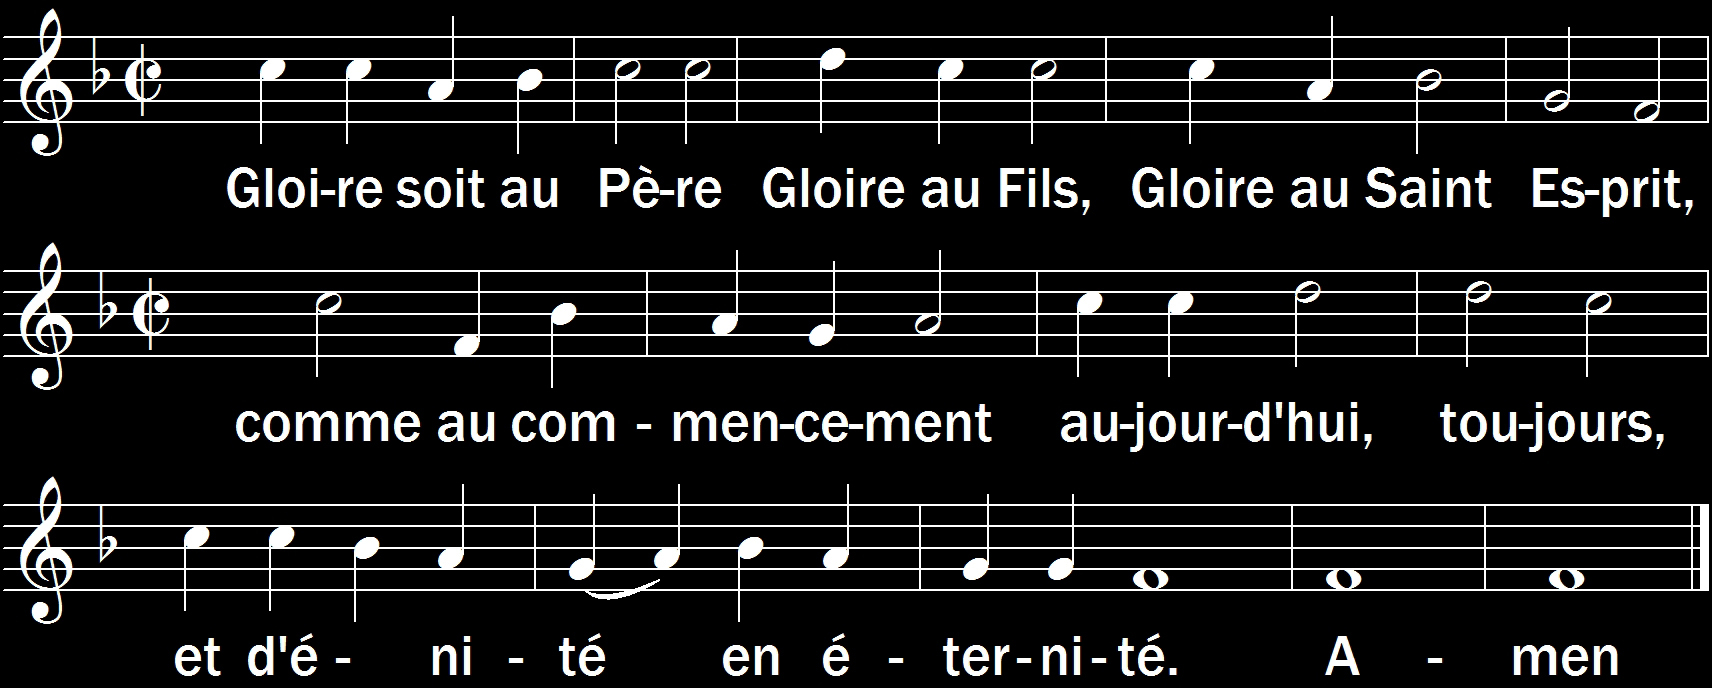 Gloi-re soit au Pè-re Gloire au Fils, Gloire au Saint Es-prit,
comme au com - men-ce-ment au-jour-d'hui, tou-jours,
et d'é - ni - té en é - ter-ni-té. A - men